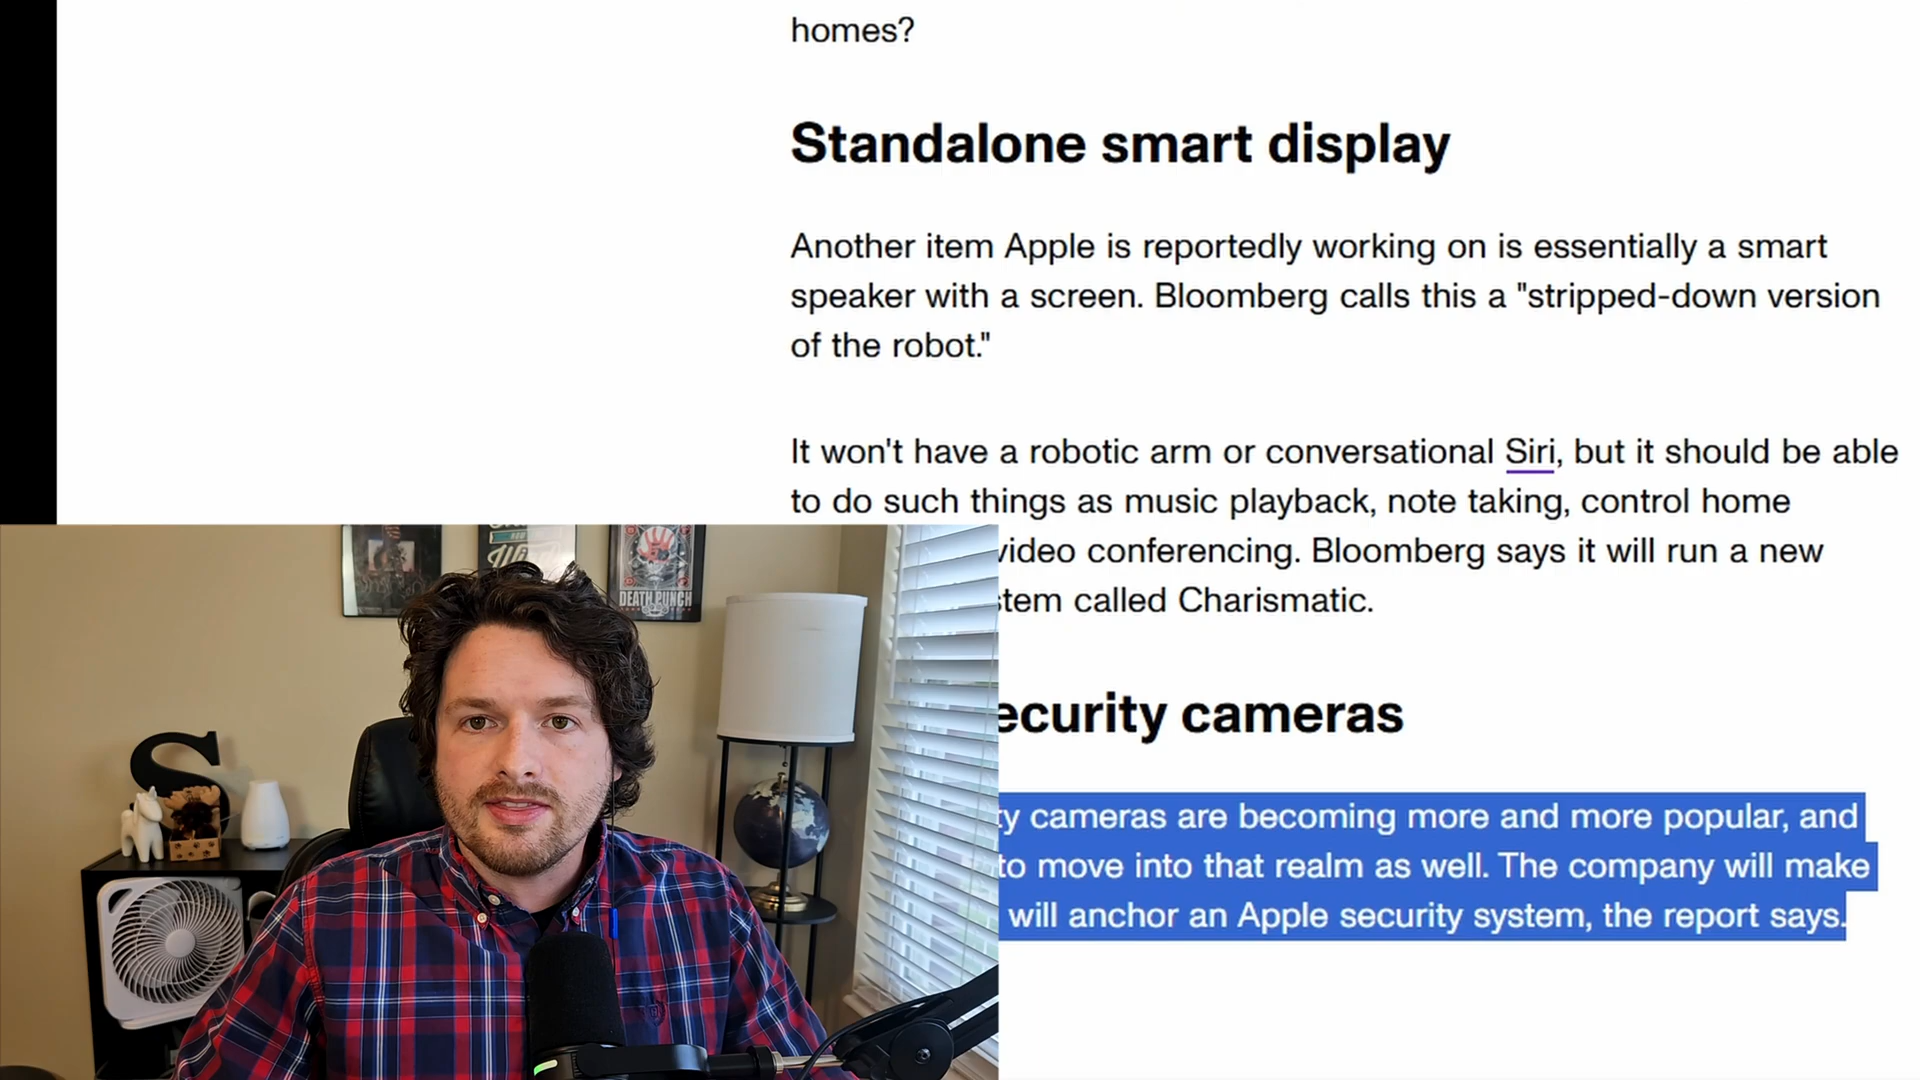 homes?
Standalone smart display
Another item Apple is reportedly working on is essentially a smart
speaker with a screen. Bloomberg calls this a "stripped-down version
of the robot."
It won't have a robotic arm or conversational Siri, but it should be able
to do such things as music playback, note taking, control home
video conferencing. Bloomberg says it will run a new
tem called Charismatic.
ecurity cameras
y cameras are becoming more and more popular, and
to move into that realm as well. The company will make
will anchor an Apple security system, the report says.
DEATH PUNCH
S